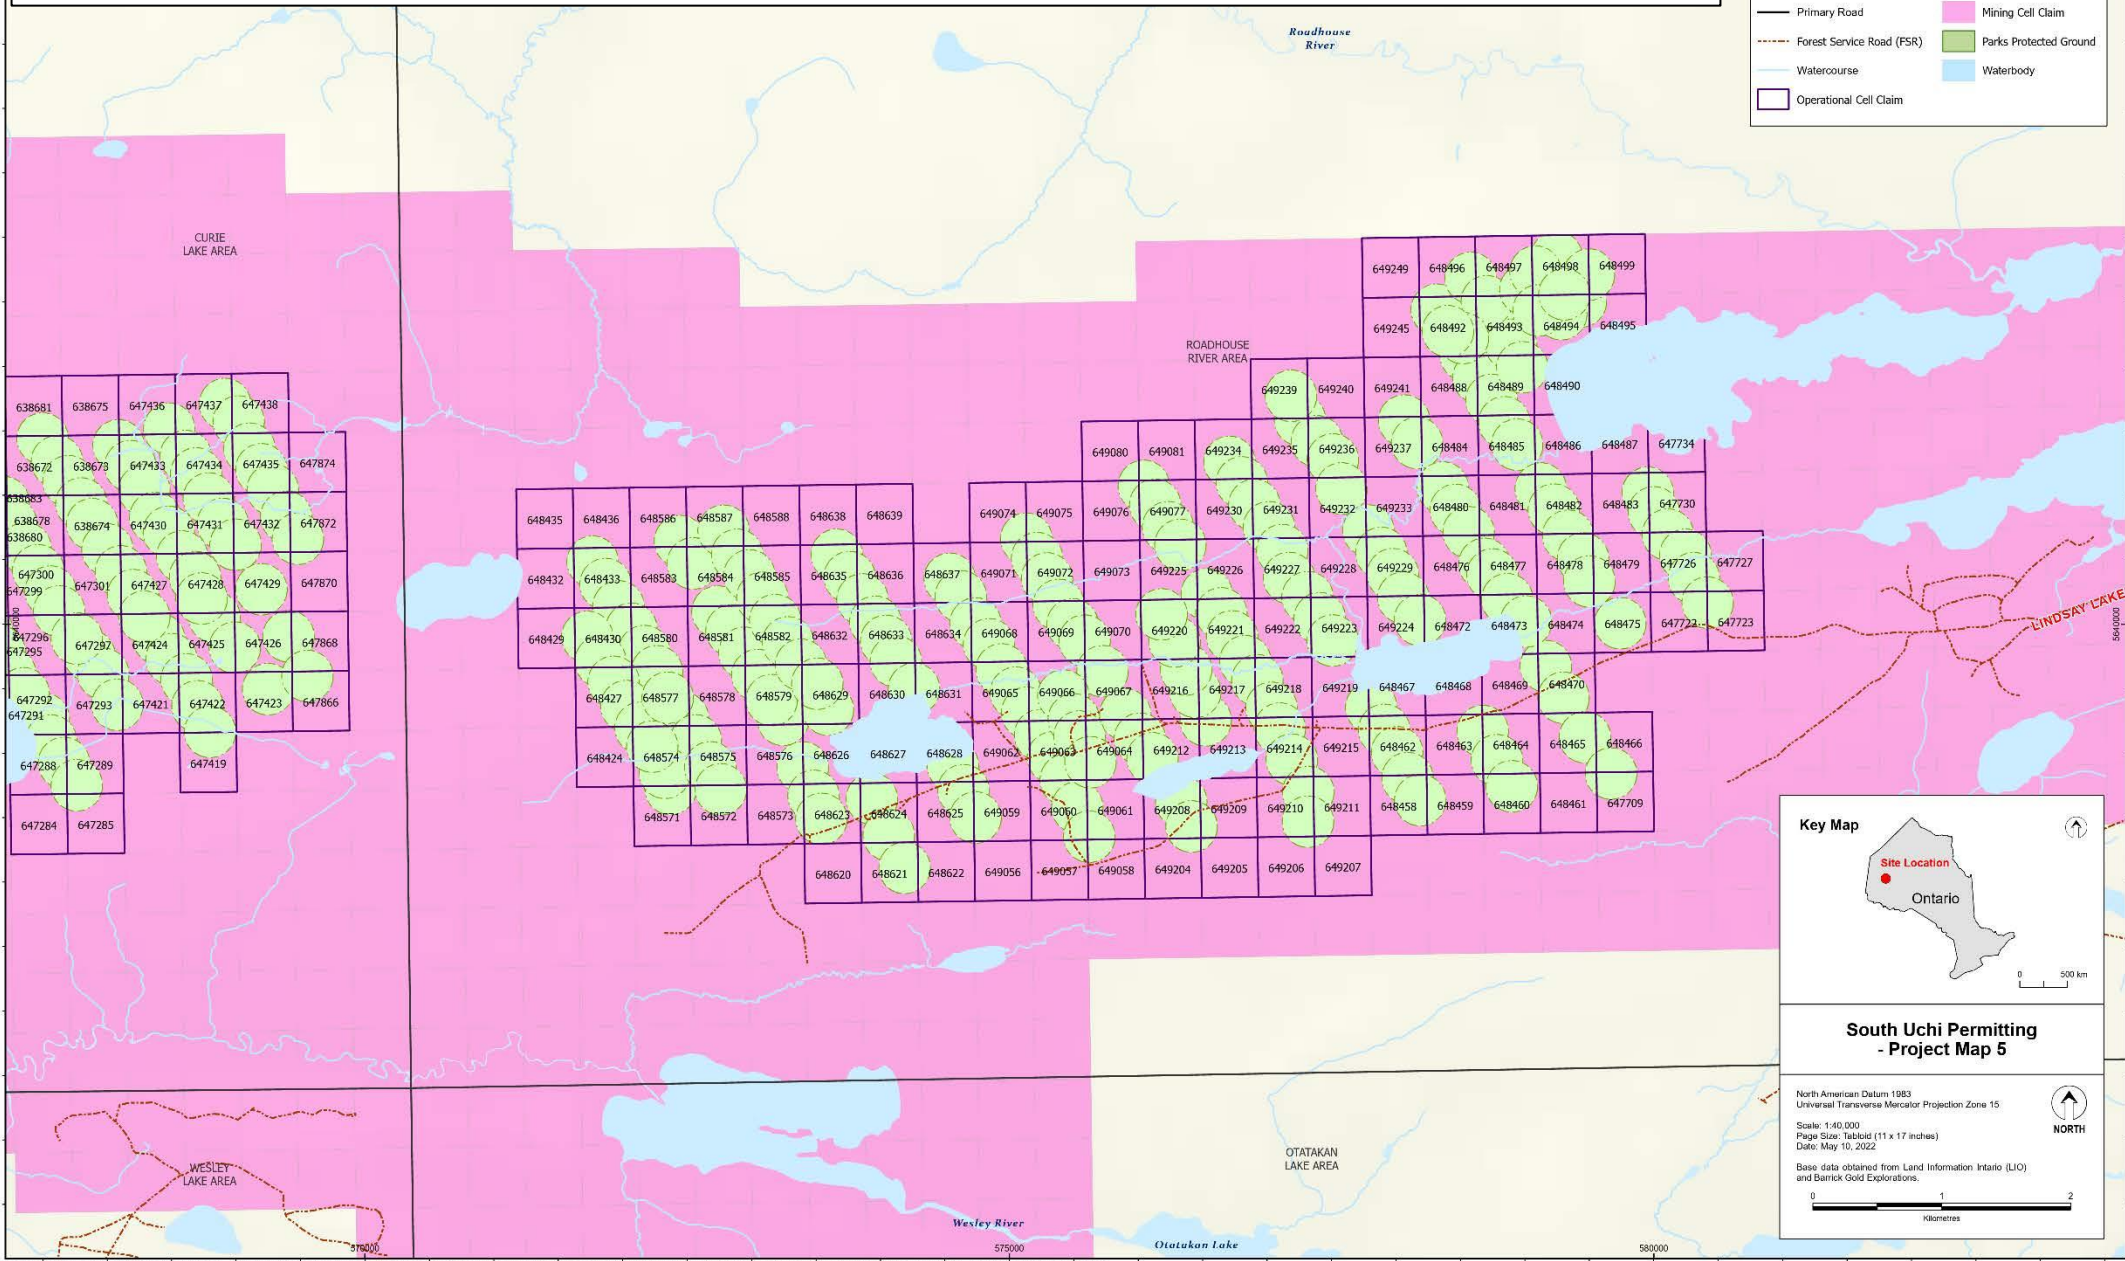 Roadhouse
River
Primary Road
Mining Cell Claim
Forest Service Road (FSR)
Parks Protected Ground
Watercourse
Waterbody
Operational Cell Claim
CURIE
LAKE AREA
ROADHOUSE
RIVER AREA
649249 648496 648497 648498 648499
649245 648492 648493 648494 648495
649239 649240 649241 648488 648489 648490
638681 638675 647436 647437 647438
649080 649081 649234 649235 649236 649237 648484 648485 648486 648487 647734
638672 638673 647433 647434 647435 647874
638683
648435 648436 648586 648587 648588 648638 648639 649074 649075 649076 649077 649230 649231 649232 649233 648480 648481 648482 648483 647730
638678 638674 647430 647431 647432 647872
638680
648432 648433 648583 648584 648585 648635 648636 648637 649071 649072 649073 649225 649226 649227 649228 649229 648476 648477 648478 648479 647726 647727
647300 647301 647427 647428 647429 647870
647299
648429 648430 648580 648581 648582 648632 648633 648634 649068 649069 649070 649220 649221 649222 649223 649224 648472 648473 648474 648475 647722 647723
LINDSAY LAKE
5640000
5640000
647296 647297 647424 647425 647426 647868
647295
648427 648577 648578 648579 648629 648630 648631 649065 649066 649067 649216 649217 649218 649219 648467 648468 648469 648470
647292 647293 647421 647422 647423 647866
647291
648424 648574 648575 648576 648626 648627 648628 649062 649063 649064 649212 649213 649214 649215 648462 648463 648464 648465 648466
647288 647289 647419
648571 648572 648573 648623 648624 648625 649059 649060 649061 649208 649209 649210 649211 648458 648459 648460 648461 647709
647284 647285
648620 648621 648622 649056 649057 649058 649204 649205 649206 649207
Key Map
Site Location
Ontario
0 500 km
South Uchi Permitting
- Project Map 5
North American Datum 1983
Universal Transverse Mercator Projection Zone 15
Scale: 1:40,000
Page Size: Tabloid (11 x 17 inches)
Date: May 10, 2022
NORTH
Base data obtained from Land Information Intario (LIO)
and Barrick Gold Explorations.
0 1 2
Kilometres
WESLEY
LAKE AREA
OTATAKAN
LAKE AREA
Wesley River
Otatakan Lake
570000 575000 580000